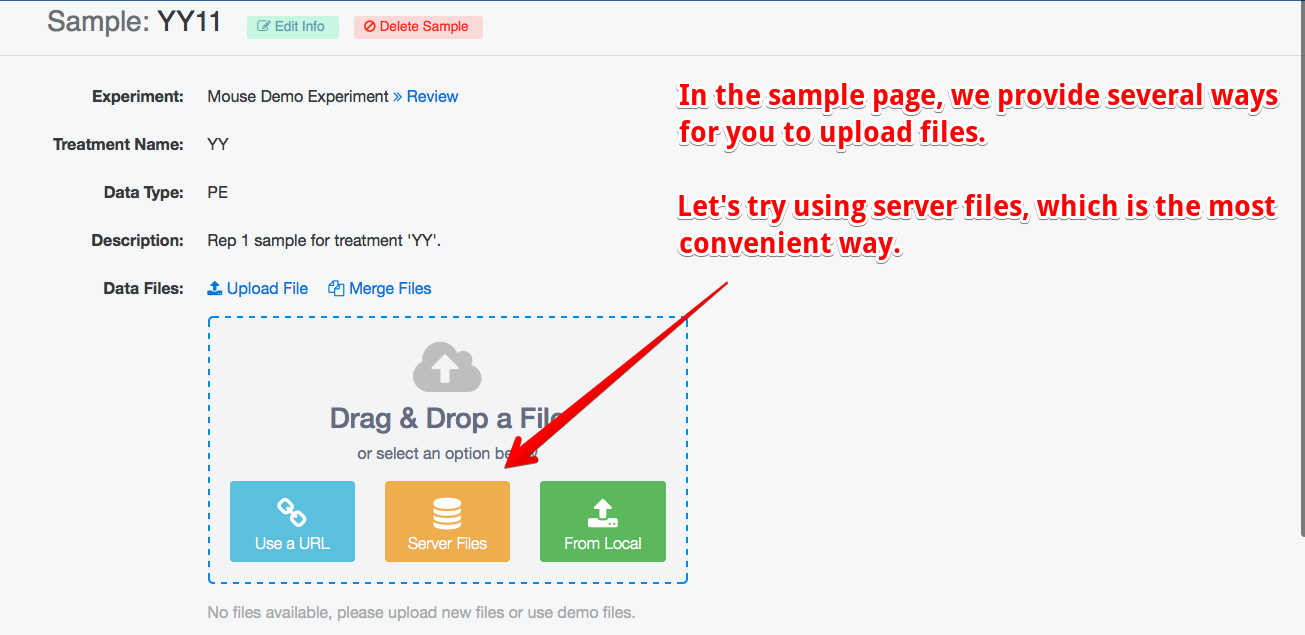 Sample: YY11 Edit Info Delete Sample
In the sample page, we provide several ways
for you to upload files.
Let's try using server files, which is the most
convenient way.
Experiment: Mouse Demo Experiment » Review
Treatment Name: YY
Data Type: PE
Description: Rep 1 sample for treatment 'YY'.
Data Files: Upload File Merge Files
Drag & Drop a File
or select an option below
Use a URL Server Files From Local
No files available, please upload new files or use demo files.